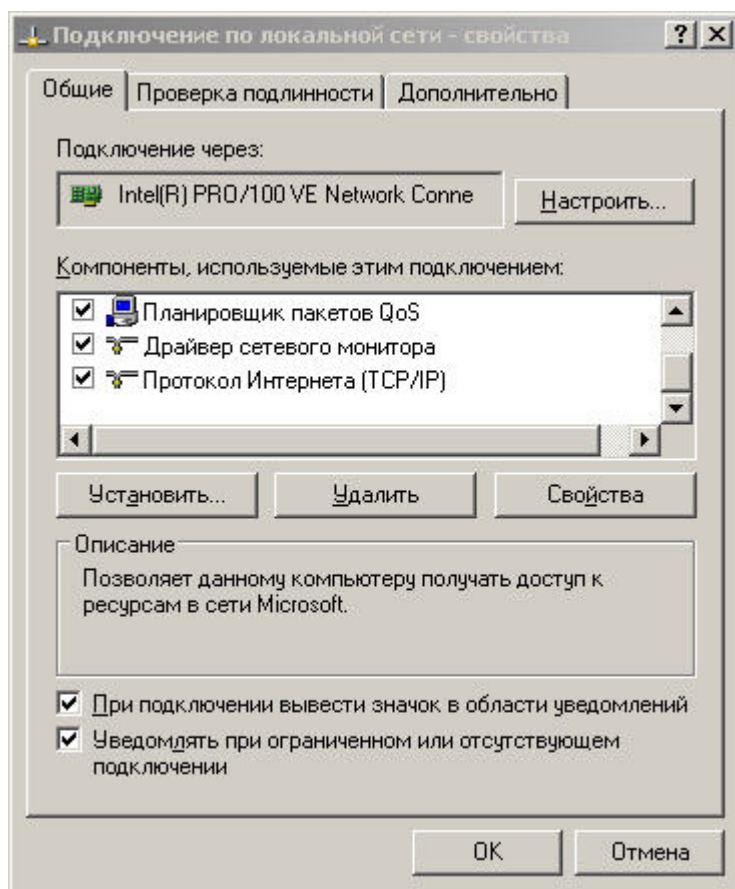 Подключение по локальной сети - свойства
Общие
Проверка подлинности
Дополнительно
Подключение через:
Intel(R) PRO/100 VE Network Conne
Настроить...
Компоненты, используемые этим подключением:
Планировщик пакетов QoS
Драйвер сетевого монитора
Протокол Интернета (TCP/IP)
Установить...
Удалить
Свойства
Описание
Позволяет данному компьютеру получать доступ к
ресурсам в сети Microsoft.
При подключении вывести значок в области уведомлений
Уведомлять при ограниченном или отсутствующем
подключении
OK
Отмена